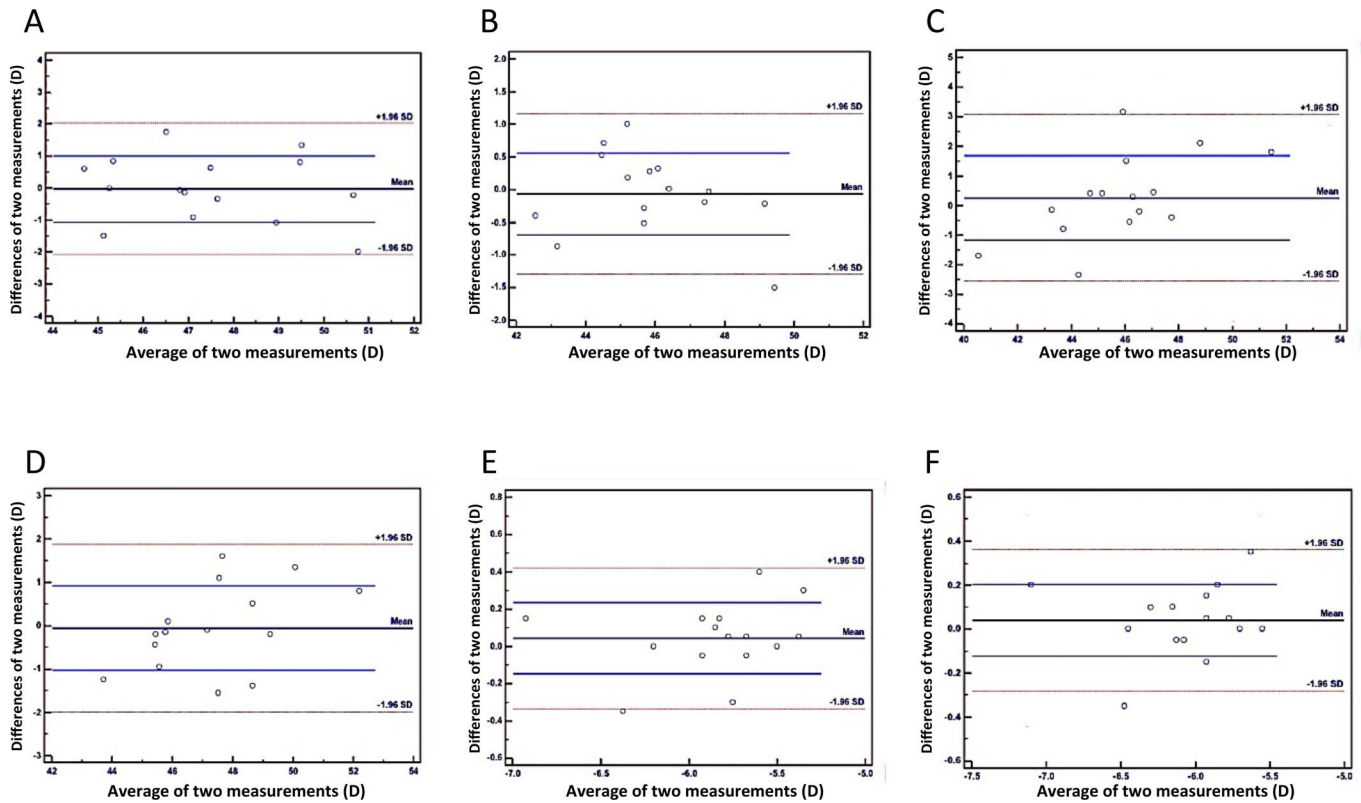 A
Differences of two measurements (D)
4
3
2
1
0
-1
-2
-3
-4
+1.96 SD
Mean
-1.96 SD
44 45 46 47 48 49 50 51 52
Average of two measurements (D)
B
Differences of two measurements (D)
2.0
1.5
1.0
0.5
0.0
-0.5
-1.0
-1.5
-2.0
+1.96 SD
Mean
-1.96 SD
42 44 46 48 50 52
Average of two measurements (D)
C
Differences of two measurements (D)
5
4
3
2
1
0
-1
-2
-3
-4
+1.96 SD
Mean
-1.96 SD
40 42 44 46 48 50 52 54
Average of two measurements (D)
D
Differences of two measurements (D)
3
2
1
0
-1
-2
-3
+1.96 SD
Mean
-1.96 SD
42 44 46 48 50 52 54
Average of two measurements (D)
E
Differences of two measurements (D)
0.8
0.6
0.4
0.2
0.0
-0.2
-0.4
-0.6
+1.96 SD
Mean
-1.96 SD
-7.0 -6.5 -6.0 -5.5 -5.0
Average of two measurements (D)
F
Differences of two measurements (D)
0.6
0.4
0.2
0.0
-0.2
-0.4
-0.6
+1.96 SD
Mean
-1.96 SD
-7.5 -7.0 -6.5 -6.0 -5.5 -5.0
Average of two measurements (D)